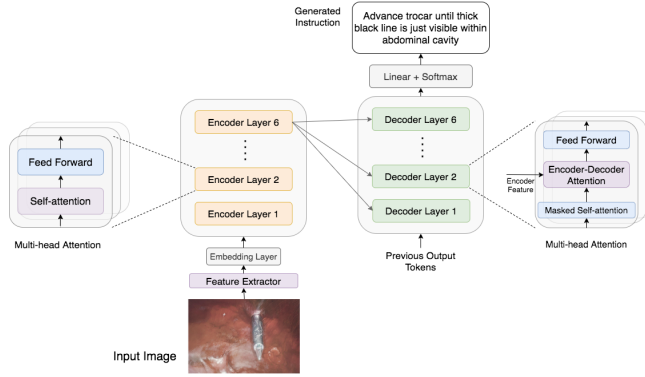 Generated
Instruction
Advance trocar until thick
black line is just visible within
abdominal cavity
Linear + Softmax
Encoder Layer 6
Encoder Layer 2
Encoder Layer 1
Decoder Layer 6
Decoder Layer 2
Decoder Layer 1
Feed Forward
Self-attention
Multi-head Attention
Feed Forward
Encoder-Decoder
Attention
Masked Self-attention
Encoder
Feature
Multi-head Attention
Embedding Layer
Feature Extractor
Previous Output
Tokens
Input Image